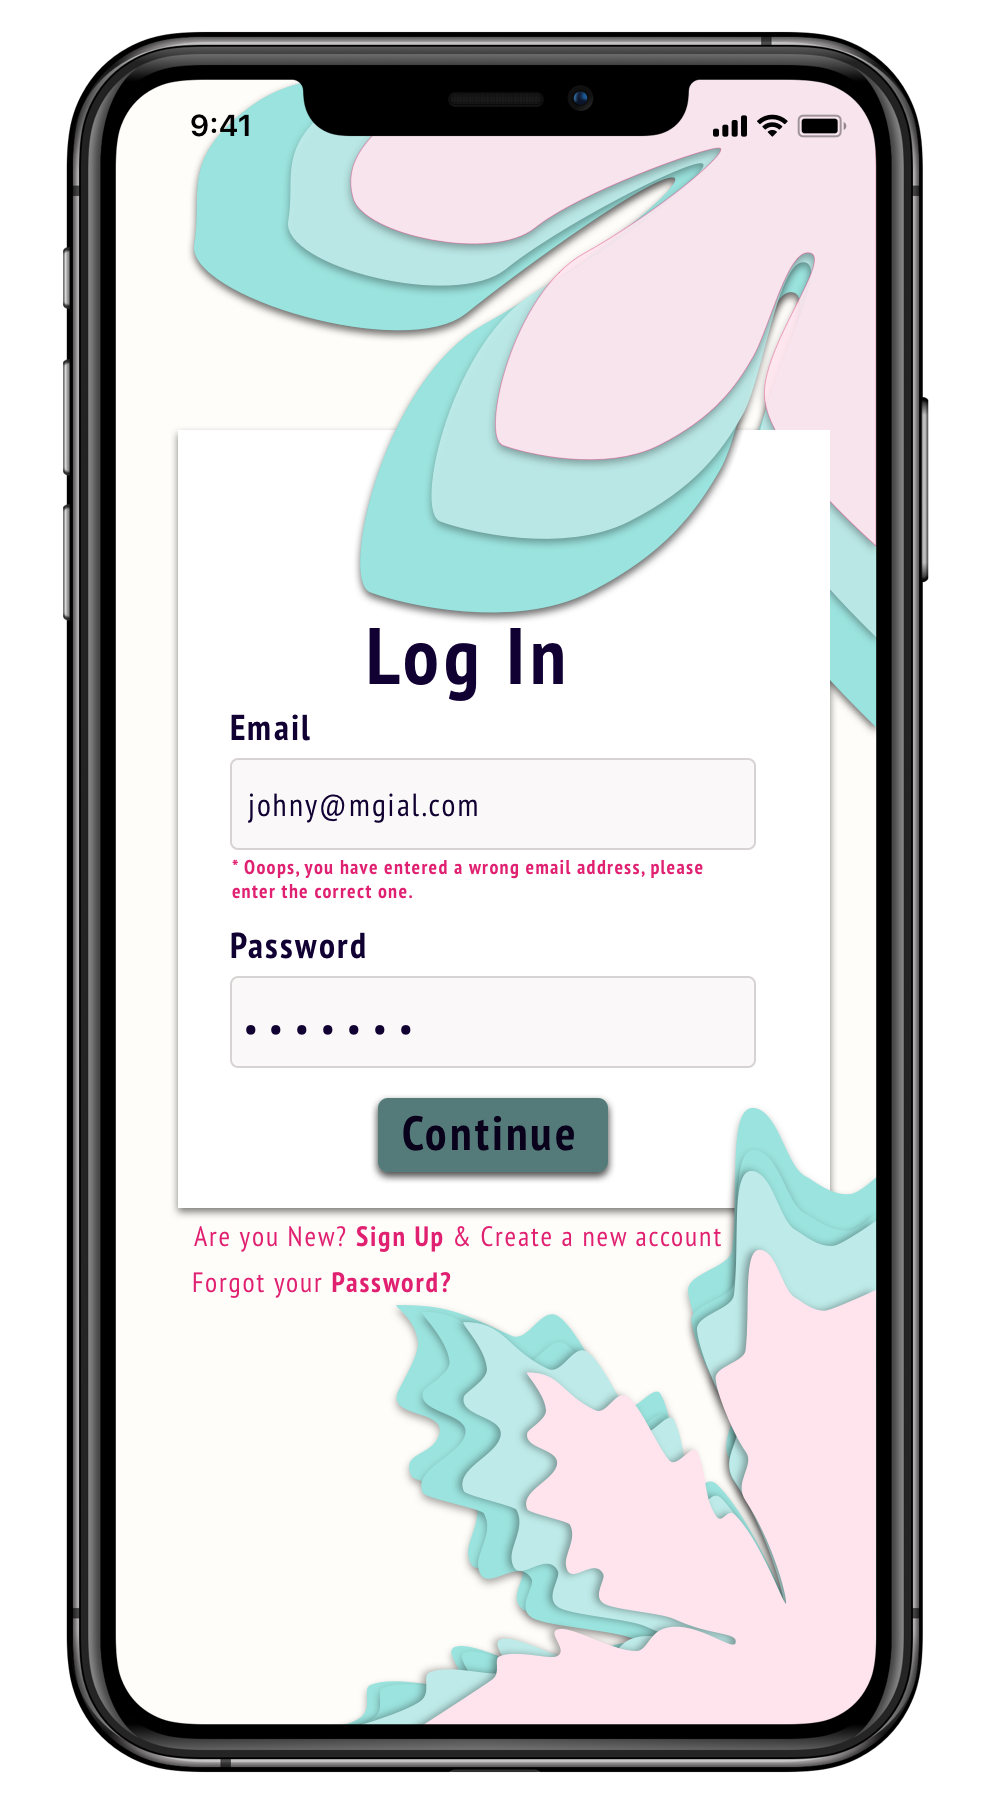 9:41
Log In
Email
johny@mgial.com
* Ooops, you have entered a wrong email address, please
enter the correct one.
Password
Continue
Are you New? Sign Up & Create a new account
Forgot your Password?